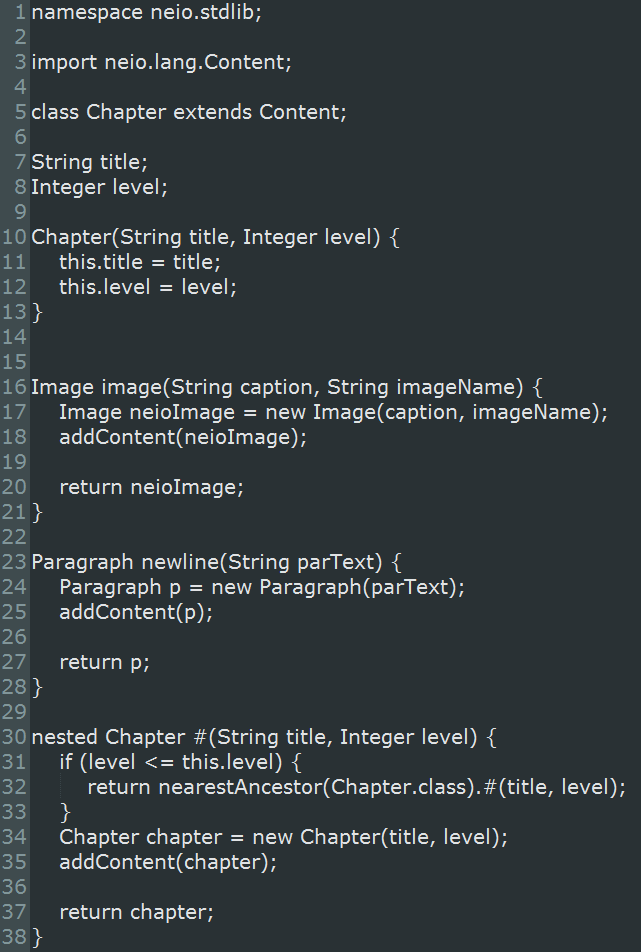 1 namespace neio.stdlib;
2
3 import neio.lang.Content;
4
5 class Chapter extends Content;
6
7 String title;
8 Integer level;
9
10 Chapter(String title, Integer level) {
11     this.title = title;
12     this.level = level;
13 }
14
15
16 Image image(String caption, String imageName) {
17     Image neioImage = new Image(caption, imageName);
18     addContent(neioImage);
19
20     return neioImage;
21 }
22
23 Paragraph newline(String parText) {
24     Paragraph p = new Paragraph(parText);
25     addContent(p);
26
27     return p;
28 }
29
30 nested Chapter #(String title, Integer level) {
31     if (level <= this.level) {
32         return nearestAncestor(Chapter.class).#(title, level);
33     }
34     Chapter chapter = new Chapter(title, level);
35     addContent(chapter);
36
37     return chapter;
38 }